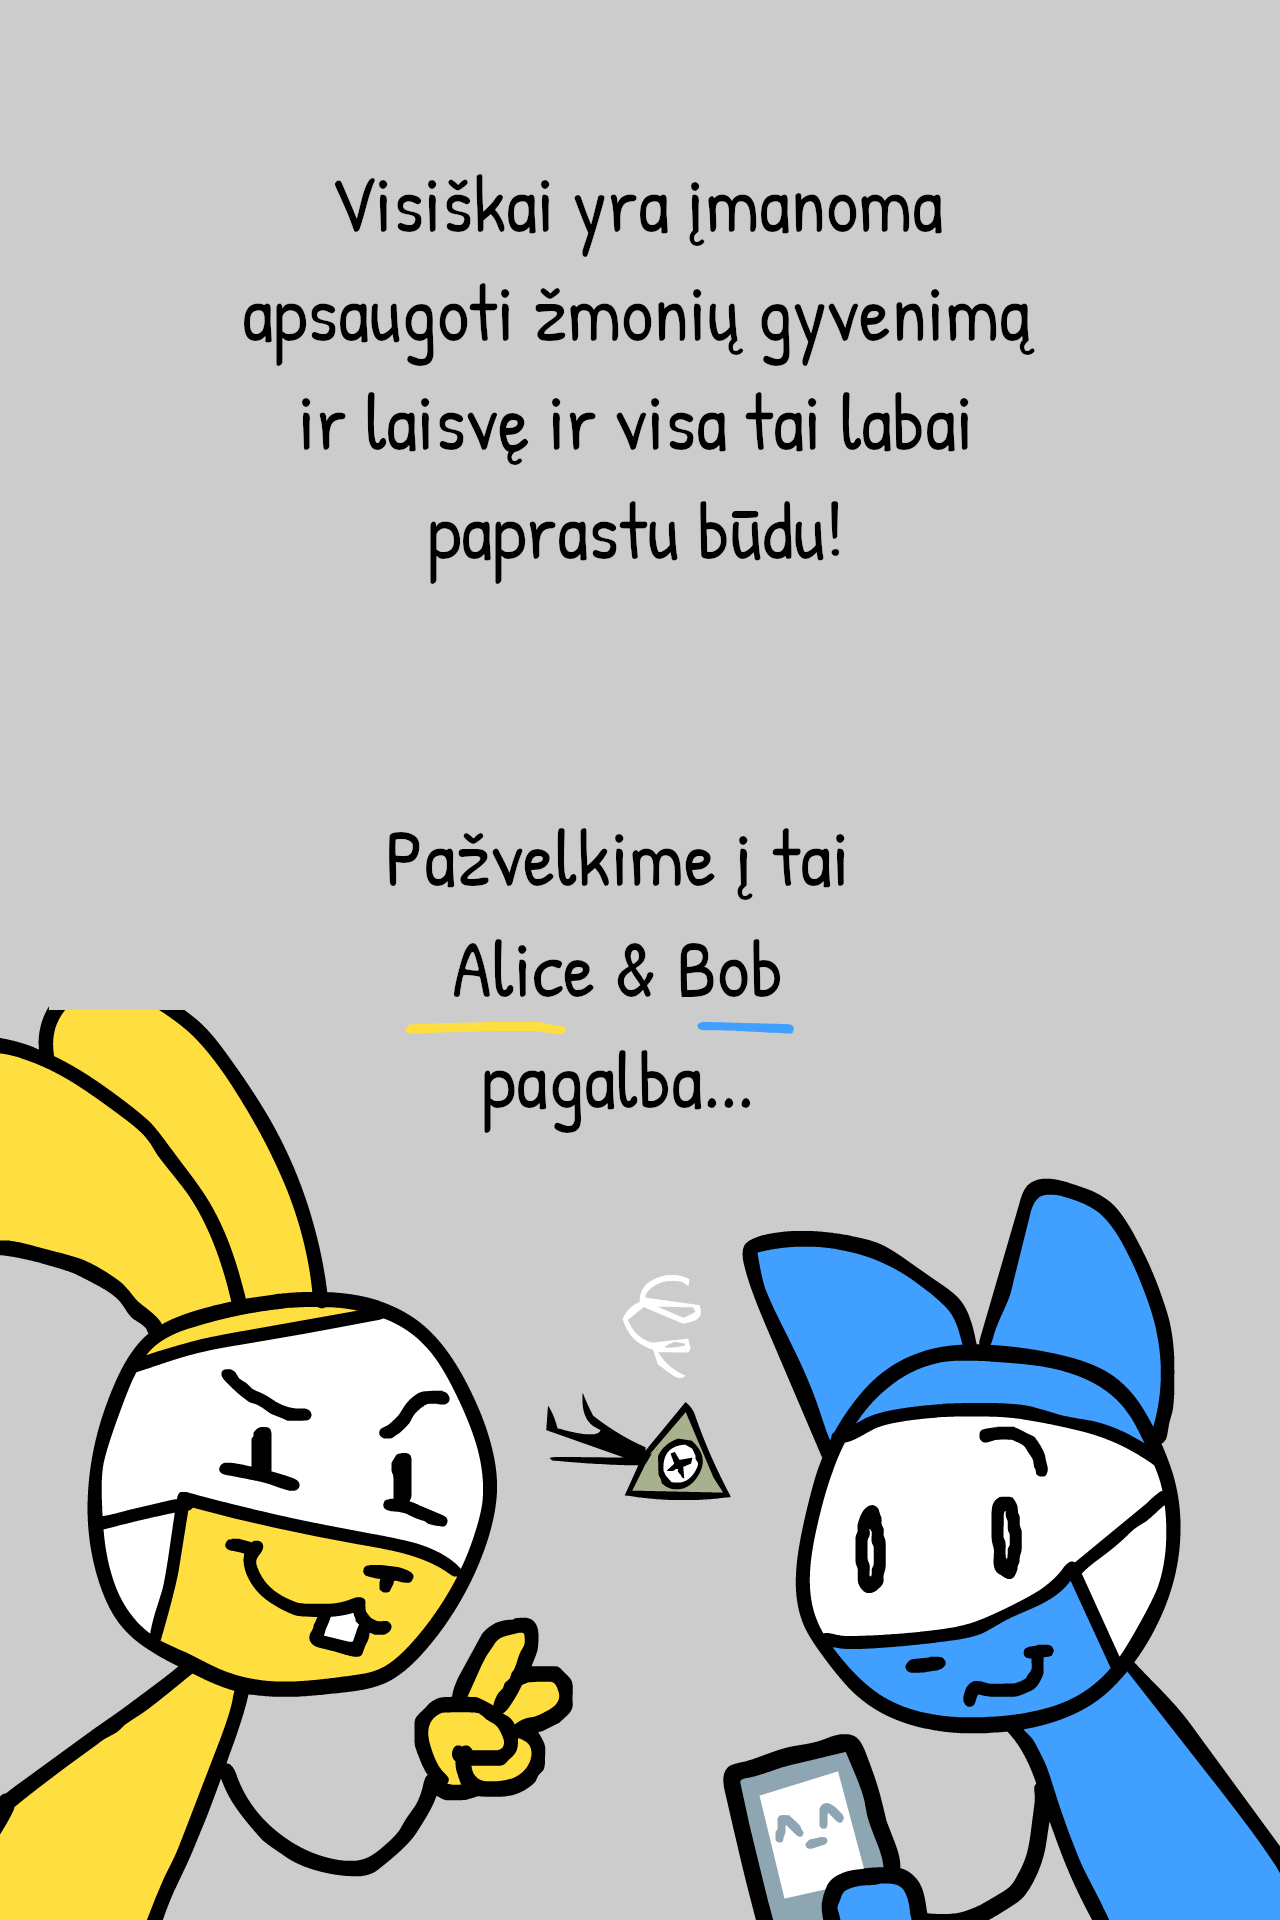 Visiškai yra įmanoma
apsaugoti žmonių gyvenimą
ir laisvę ir visa tai labai
paprastu būdu!
Pažvelkime į tai
Alice & Bob
pagalba...